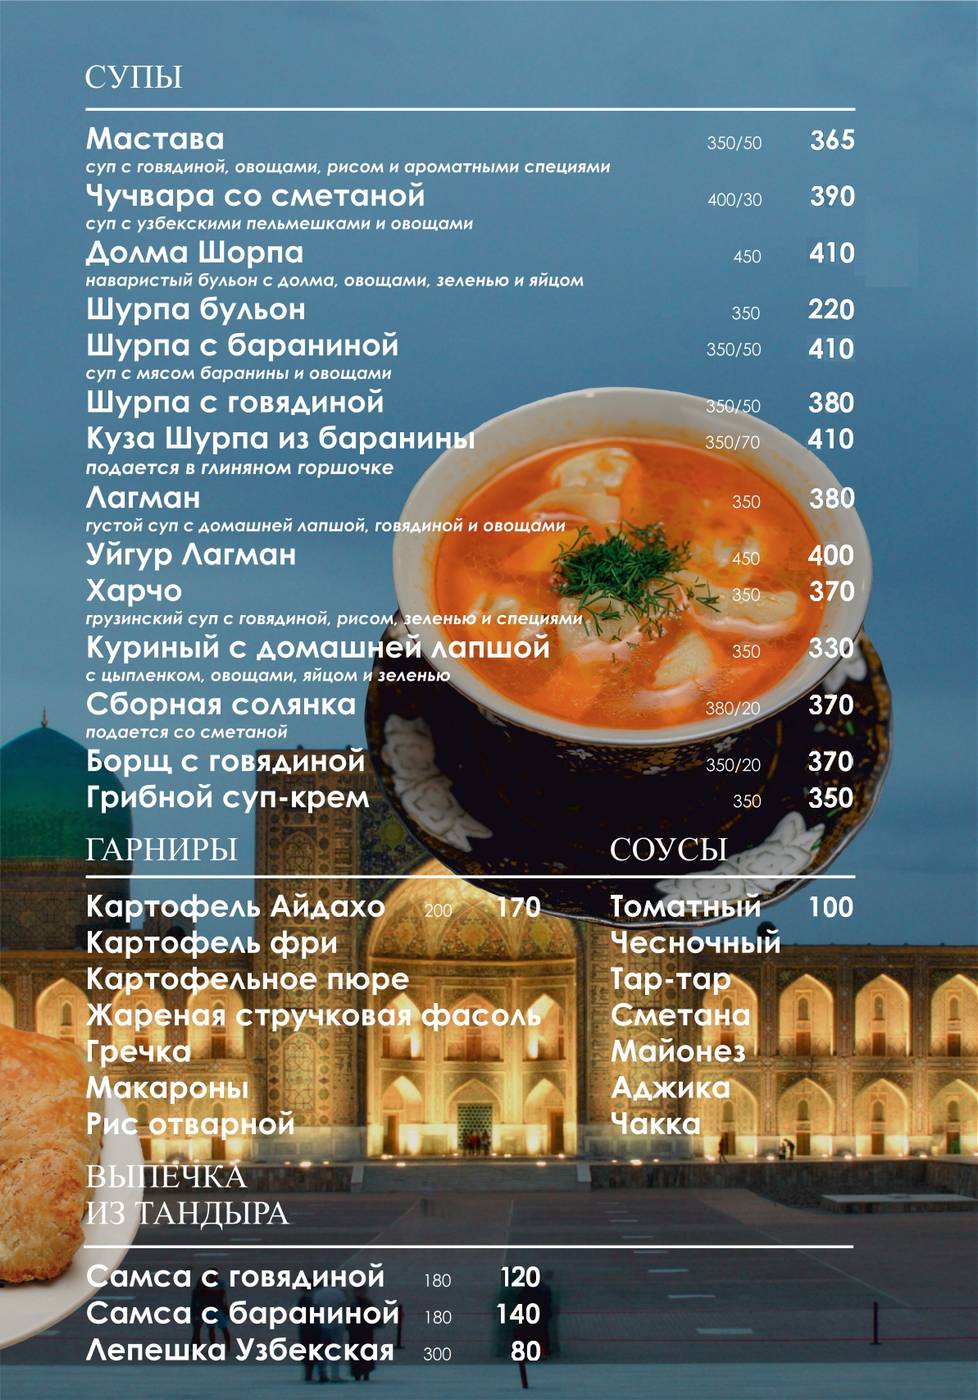 СУПЫ
Мастава 350/50 365
суп с говядиной, овощами, рисом и ароматными специями
Чучвара со сметаной 400/30 390
суп с узбекскими пельмешками и овощами
Долма Шорпа 450 410
наваристый бульон с долма, овощами, зеленью и яйцом
Шурпа бульон 350 220
Шурпа с бараниной 350/50 410
суп с мясом баранины и овощами
Шурпа с говядиной 350/50 380
Куза Шурпа из баранины 350/70 410
подается в глиняном горшочке
Лагман 350 380
густой суп с домашней лапшой, говядиной и овощами
Уйгур Лагман 450 400
Харчо 350 370
грузинский суп с говядиной, рисом, зеленью и специями
Куриный с домашней лапшой 350 330
с цыпленком, овощами, яйцом и зеленью
Сборная солянка 380/20 370
подается со сметаной
Борщ с говядиной 350/20 370
Грибной суп-крем 350 350
ГАРНИРЫ
Картофель Айдахо 200 170
Картофель фри
Картофельное пюре
Жареная стручковая фасоль
Гречка
Макароны
Рис отварной
СОУСЫ
Томатный 100
Чесночный
Тар-тар
Сметана
Майонез
Аджика
Чакка
ВЫПЕЧКА
ИЗ ТАНДЫРА
Самса с говядиной 180 120
Самса с бараниной 180 140
Лепешка Узбекская 300 80